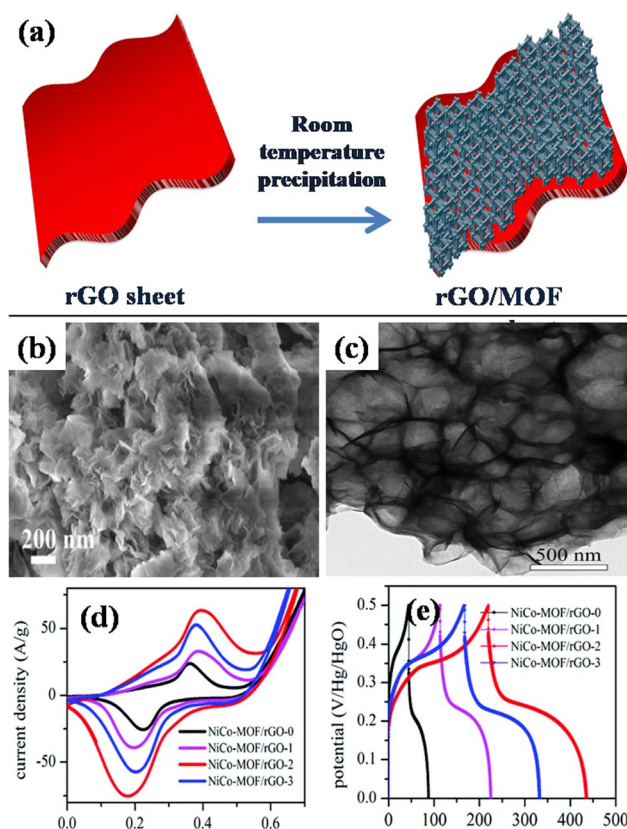 (a)
Room
temperature
precipitation
rGO sheet
rGO/MOF
(b)
200 nm
(c)
500 nm
(d)
current density (A/g)
100
50
0
-50
NiCo-MOF/rGO-0
NiCo-MOF/rGO-1
NiCo-MOF/rGO-2
NiCo-MOF/rGO-3
0.0 0.2 0.4 0.6
(e)
potential (V/Hg/HgO)
0.5
0.4
0.3
0.2
0.1
0.0
NiCo-MOF/rGO-0
NiCo-MOF/rGO-1
NiCo-MOF/rGO-2
NiCo-MOF/rGO-3
0 100 200 300 400 500